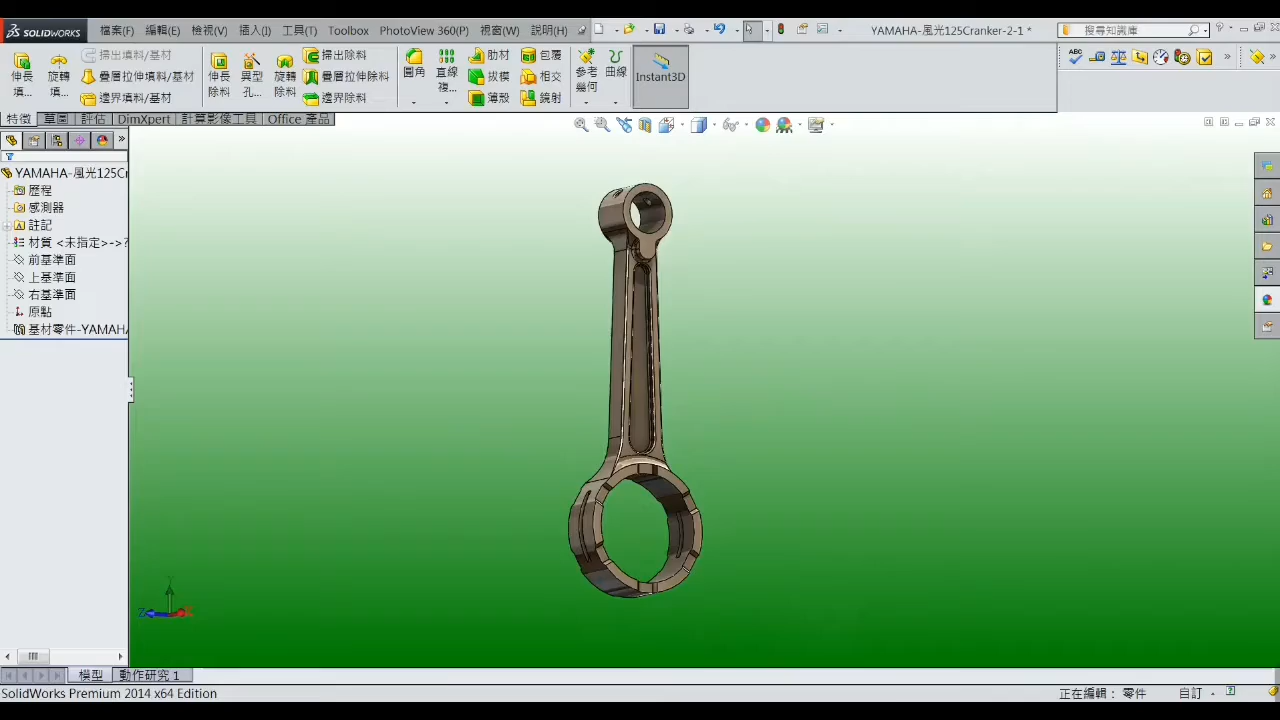 SOLIDWORKS 檔案(F) 編輯(E) 檢視(V) 插入(I) 工具(T) Toolbox PhotoView 360(P) 視窗(W) 說明(H) YAMAHA-風光125Cranker-2-1 * 搜尋知識庫
伸長填... 旋轉填... 掃出填料/基材 疊層拉伸填料/基材 邊界填料/基材
伸長除料 異型孔... 旋轉除料 掃出除料 疊層拉伸除料 邊界除料
圓角 直線複... 肋材 拔模 薄殼 包覆 相交 鏡射
參考幾何 曲線 Instant3D ABC
特徵 草圖 評估 DimXpert 計算影像工具 Office 產品
YAMAHA-風光125Cr
歷程
感測器
註記
材質 <未指定>->?
前基準面
上基準面
右基準面
原點
基材零件-YAMAHA
模型 動作研究 1
SolidWorks Premium 2014 x64 Edition 正在編輯： 零件 自訂